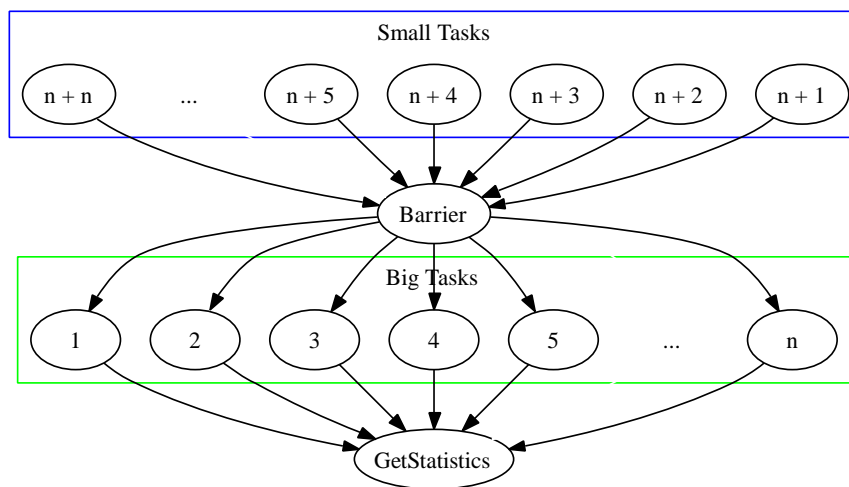 Small Tasks
n + n ... n + 5 n + 4 n + 3 n + 2 n + 1
Barrier
Big Tasks
1 2 3 4 5 ... n
GetStatistics